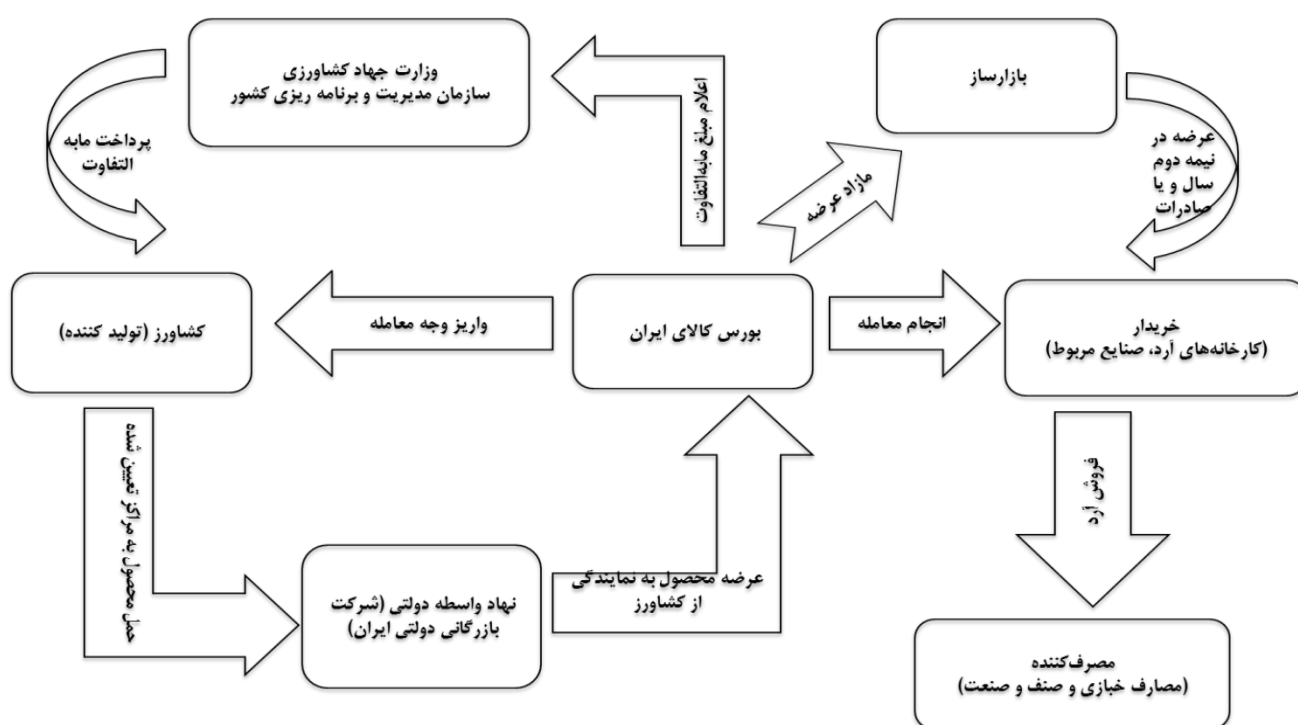 وزارت جهاد کشاورزی
سازمان مدیریت و برنامه ریزی کشور
بازارساز
پرداخت مابه
التفاوت
اعلام مبلغ مابه‌التفاوت
مازاد عرضه
عرضه در
نیمه دوم
سال و یا
صادرات
کشاورز (تولید کننده)
واریز وجه معامله
بورس کالای ایران
انجام معامله
خریدار
(کارخانه‌های آرد، صنایع مربوط)
حمل محصول به مراکز تعیین شده
نهاد واسطه دولتی (شرکت
بازرگانی دولتی ایران)
عرضه محصول به نمایندگی
از کشاورز
فروش آرد
مصرف‌کننده
(مصارف خبازی و صنف و صنعت)